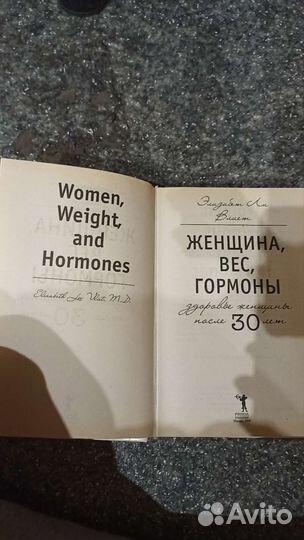 Women,
Weight,
and
Hormones
Elizabeth Lee Vliet, M.D.
Элизабет Ли
Влиет
ЖЕНЩИНА,
ВЕС,
ГОРМОНЫ
здоровье женщины
после 30 лет
Avito